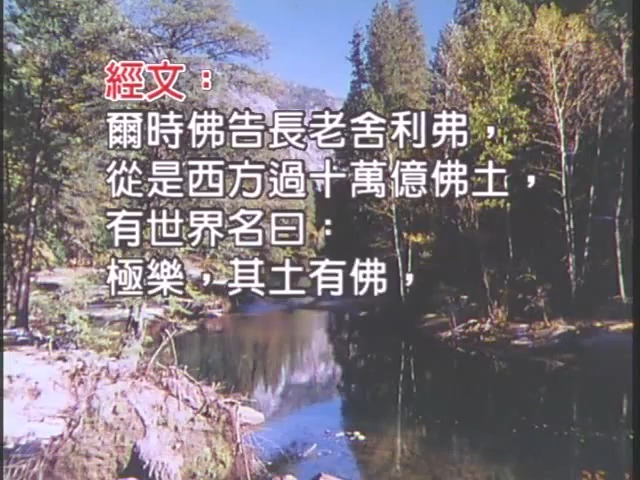 經文：
爾時佛告長老舍利弗，
從是西方過十萬億佛土，
有世界名曰：
極樂，其土有佛，